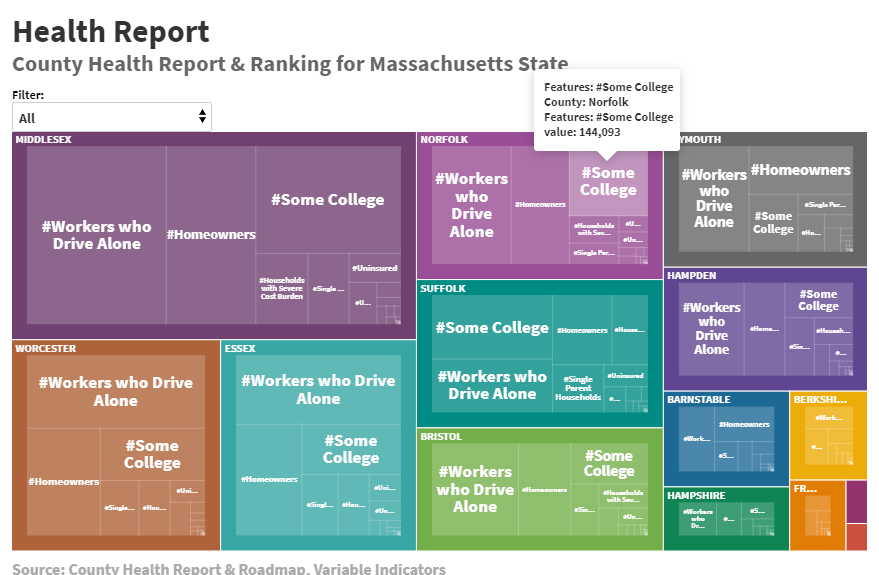 Health Report
County Health Report & Ranking for Massachusetts State
Filter:
All
Features: #Some College
County: Norfolk
Features: #Some College
value: 144,093
MIDDLESEX
#Workers who
Drive Alone
#Homeowners
#Some College
#Households
with Severe
Cost Burden
#Single ...
#Uninsured
#U...
NORFOLK
#Workers
who
Drive
Alone
#Homeowners
#Some
College
#Households
with Sev...
#Single Par...
#U...
#Un...
YMOUTH
#Workers
who
Drive
Alone
#Homeowners
#Some
College
#Single Par...
#Ho...
SUFFOLK
#Some College
#Workers who
Drive Alone
#Homeowners
#House...
#Single
Parent
Households
#Uninsured
#...
HAMPDEN
#Workers
who
Drive
Alone
#Home...
#Some
College
#Sin...
#Househ...
#...
WORCESTER
#Workers who Drive
Alone
#Homeowners
#Some
College
#Single...
#Hou...
#Uni...
ESSEX
#Workers who Drive
Alone
#Homeowners
#Some
College
#Singl...
#Hou...
#Uni...
#Un...
BRISTOL
#Workers
who Drive
Alone
#Homeowners
#Some
College
#Sin...
#Households
with Sev...
#Un...
BARNSTABLE
#Work...
#Homeowners
#S...
BERKSHI...
#Work...
#...
HAMPSHIRE
#Workers
who
Dr...
#...
#S...
FR...
Source: County Health Report & Roadmap, Variable Indicators